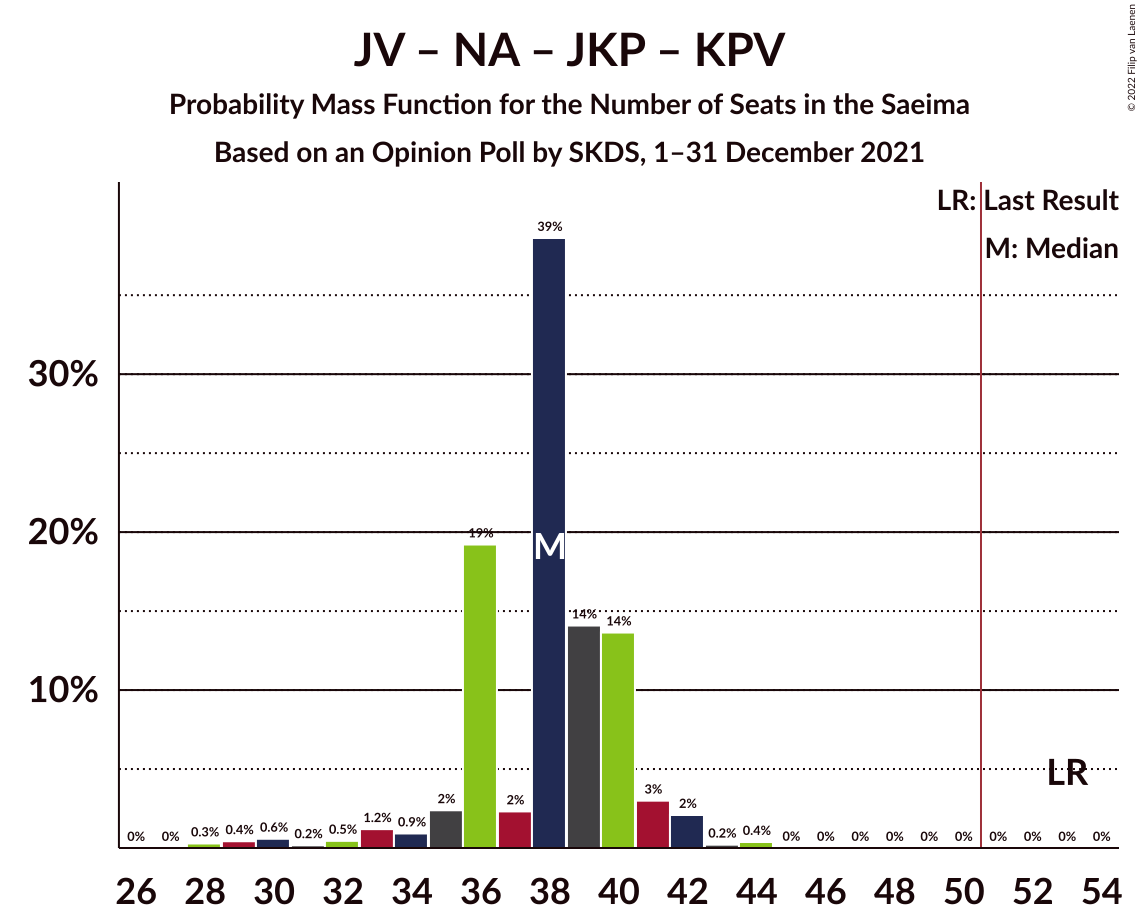 JV – NA – JKP – KPV
Probability Mass Function for the Number of Seats in the Saeima
Based on an Opinion Poll by SKDS, 1–31 December 2021
© 2022 Filip van Laenen
LR: Last Result
M: Median
39%
30%
20%
19%
M
14%
14%
10%
LR
3%
2%
2%
2%
1.2%
0.9%
0% 0% 0.3% 0.4% 0.6% 0.2% 0.5% 0.2% 0.4% 0% 0% 0% 0% 0% 0% 0% 0% 0% 0%
26 28 30 32 34 36 38 40 42 44 46 48 50 52 54